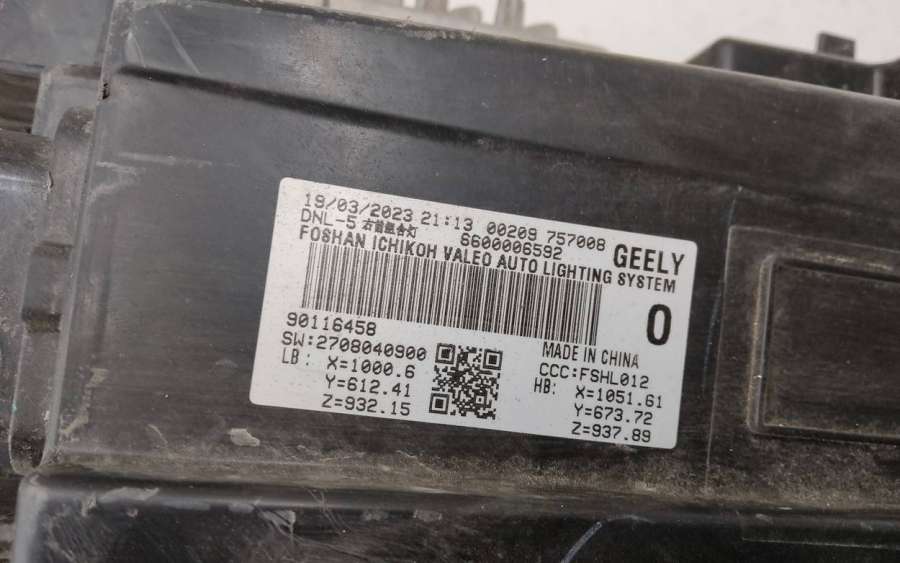 19/03/2023 21:13 00209 757008
DNL-5 右前组合灯 6600006592
GEELY
FOSHAN ICHIKOH VALEO AUTO LIGHTING SYSTEM
0
90116458
MADE IN CHINA
SW:2708040900
CCC:FSHL012
LB: X=1000.6
HB: X=1051.61
Y=612.41
Y=673.72
Z=932.15
Z=937.89